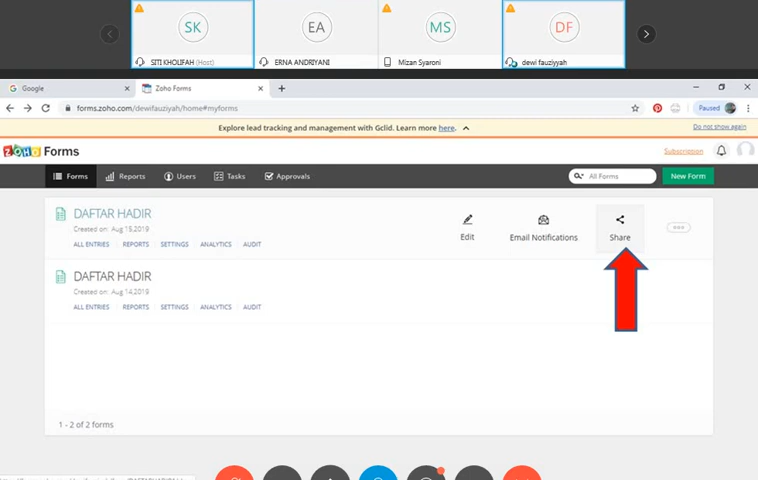 SK EA MS DF
SITI KHOLIFAH (Host) ERNA ANDRIYANI Mizan Syaroni dewi fauziyyah
Google Zoho Forms
forms.zoho.com/dewifauziyah/home#myforms Paused
Explore lead tracking and management with Gclid. Learn more here. Do not show again
ZOHO Forms Subscription
Forms Reports Users Tasks Approvals All Forms New Form
DAFTAR HADIR
Created on: Aug 15,2019
ALL ENTRIES REPORTS SETTINGS ANALYTICS AUDIT
Edit Email Notifications Share
DAFTAR HADIR
Created on: Aug 14,2019
ALL ENTRIES REPORTS SETTINGS ANALYTICS AUDIT
1 - 2 of 2 forms